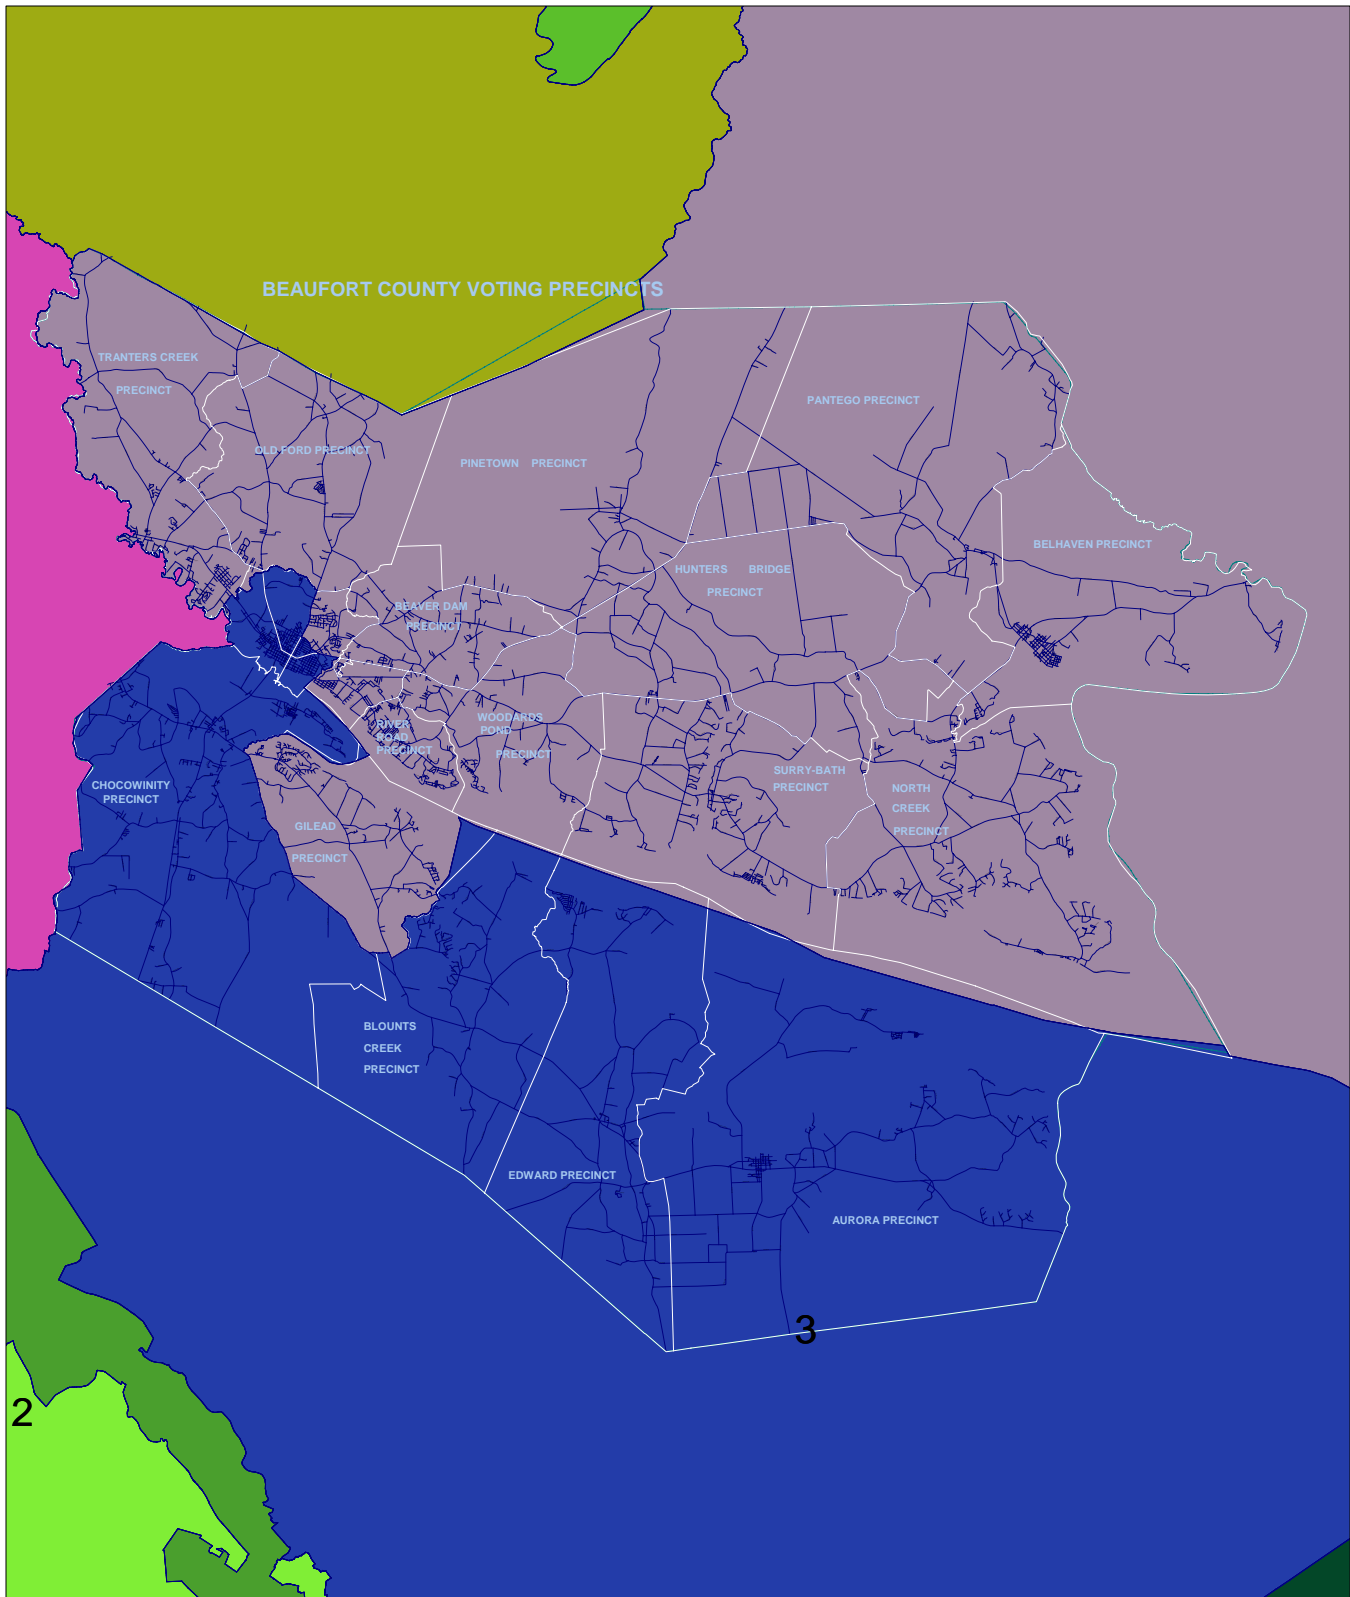 BEAUFORT COUNTY VOTING PRECINCTS
TRANTERS CREEK
PRECINCT
OLD FORD PRECINCT
PINETOWN PRECINCT
PANTEGO PRECINCT
BELHAVEN PRECINCT
HUNTERS BRIDGE
PRECINCT
BEAVER DAM
PRECINCT
RIVER
ROAD
PRECINCT
WOODARDS
POND
PRECINCT
SURRY-BATH
PRECINCT
NORTH
CREEK
PRECINCT
CHOCOWINITY
PRECINCT
GILEAD
PRECINCT
BLOUNTS
CREEK
PRECINCT
EDWARD PRECINCT
AURORA PRECINCT
3
2